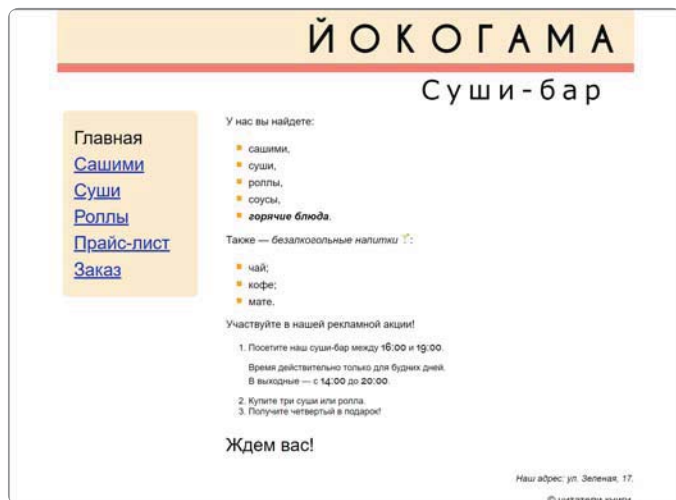 ЙОКОГАМА
Суши-бар
Главная
Сашими
Суши
Роллы
Прайс-лист
Заказ
У нас вы найдете:
сашими,
суши,
роллы,
соусы,
горячие блюда.
Также — безалкогольные напитки :
чай;
кофе;
мате.
Участвуйте в нашей рекламной акции!
1. Посетите наш суши-бар между 16:00 и 19:00.
Время действительно только для будних дней.
В выходные — с 14:00 до 20:00.
2. Купите три суши или ролла.
3. Получите четвертый в подарок!
Ждем вас!
Наш адрес: ул. Зеленая, 17.
© читатели книги.